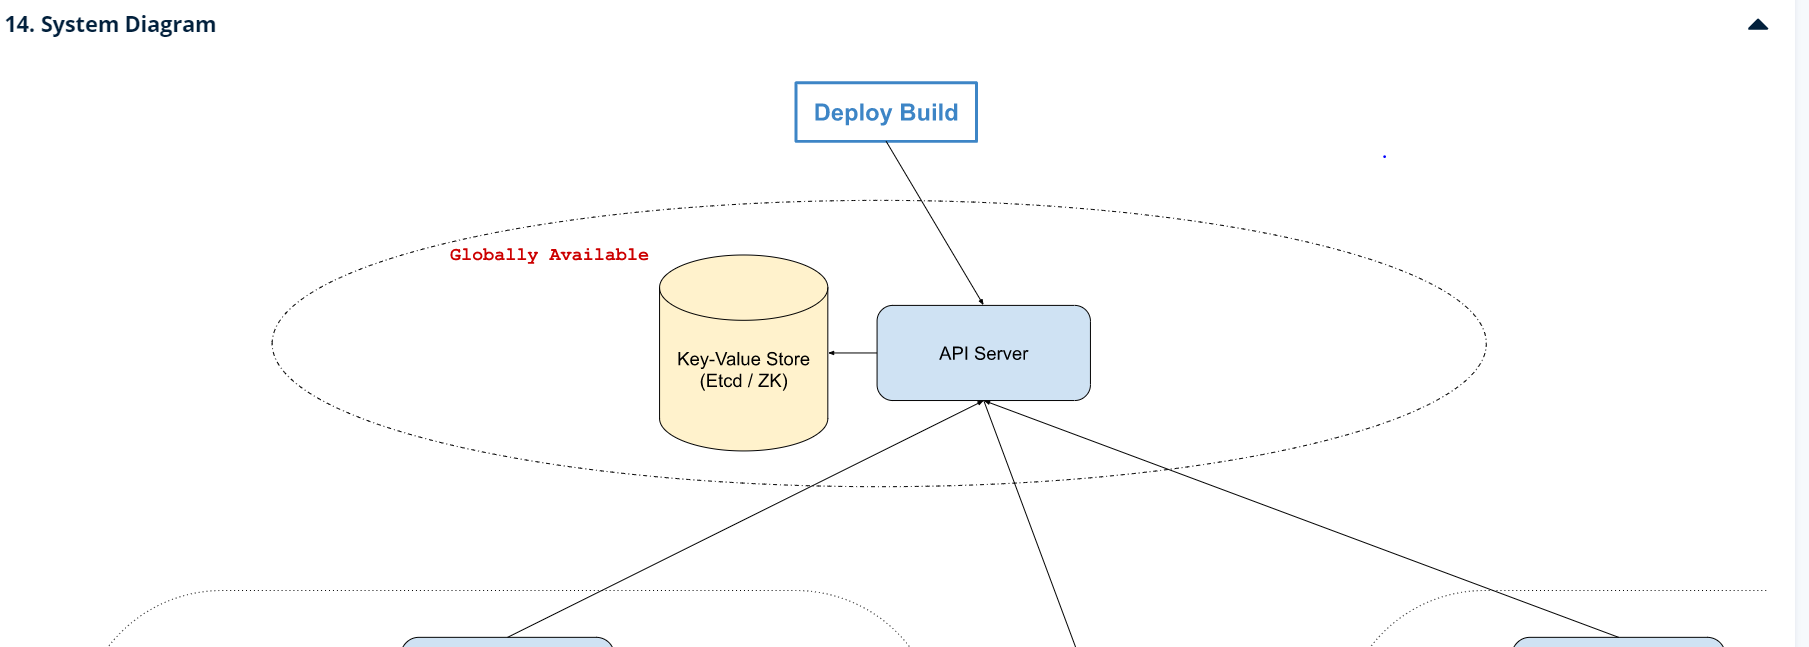 14. System Diagram
Deploy Build
Globally Available
Key-Value Store
(Etcd / ZK)
API Server